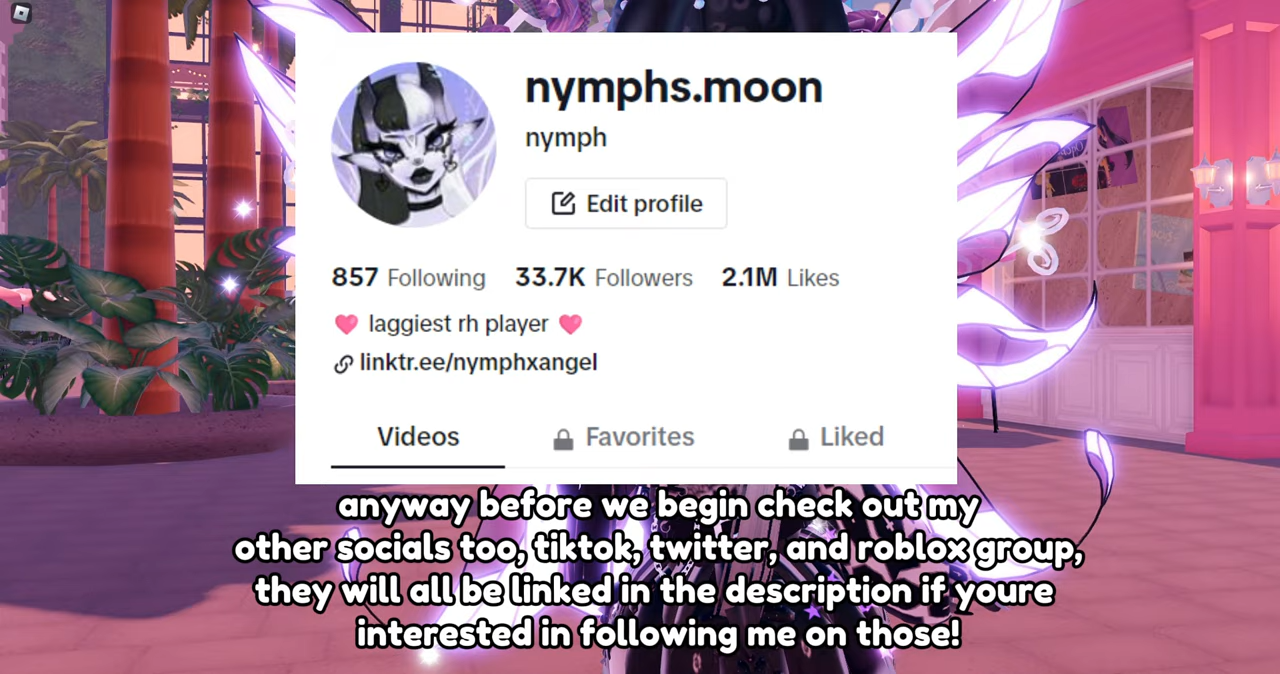 nymphs.moon
nymph
Edit profile
857 Following 33.7K Followers 2.1M Likes
🩷 laggiest rh player 🩷
linktr.ee/nymphxangel
Videos Favorites Liked
anyway before we begin check out my
other socials too, tiktok, twitter, and roblox group,
they will all be linked in the description if youre
interested in following me on those!